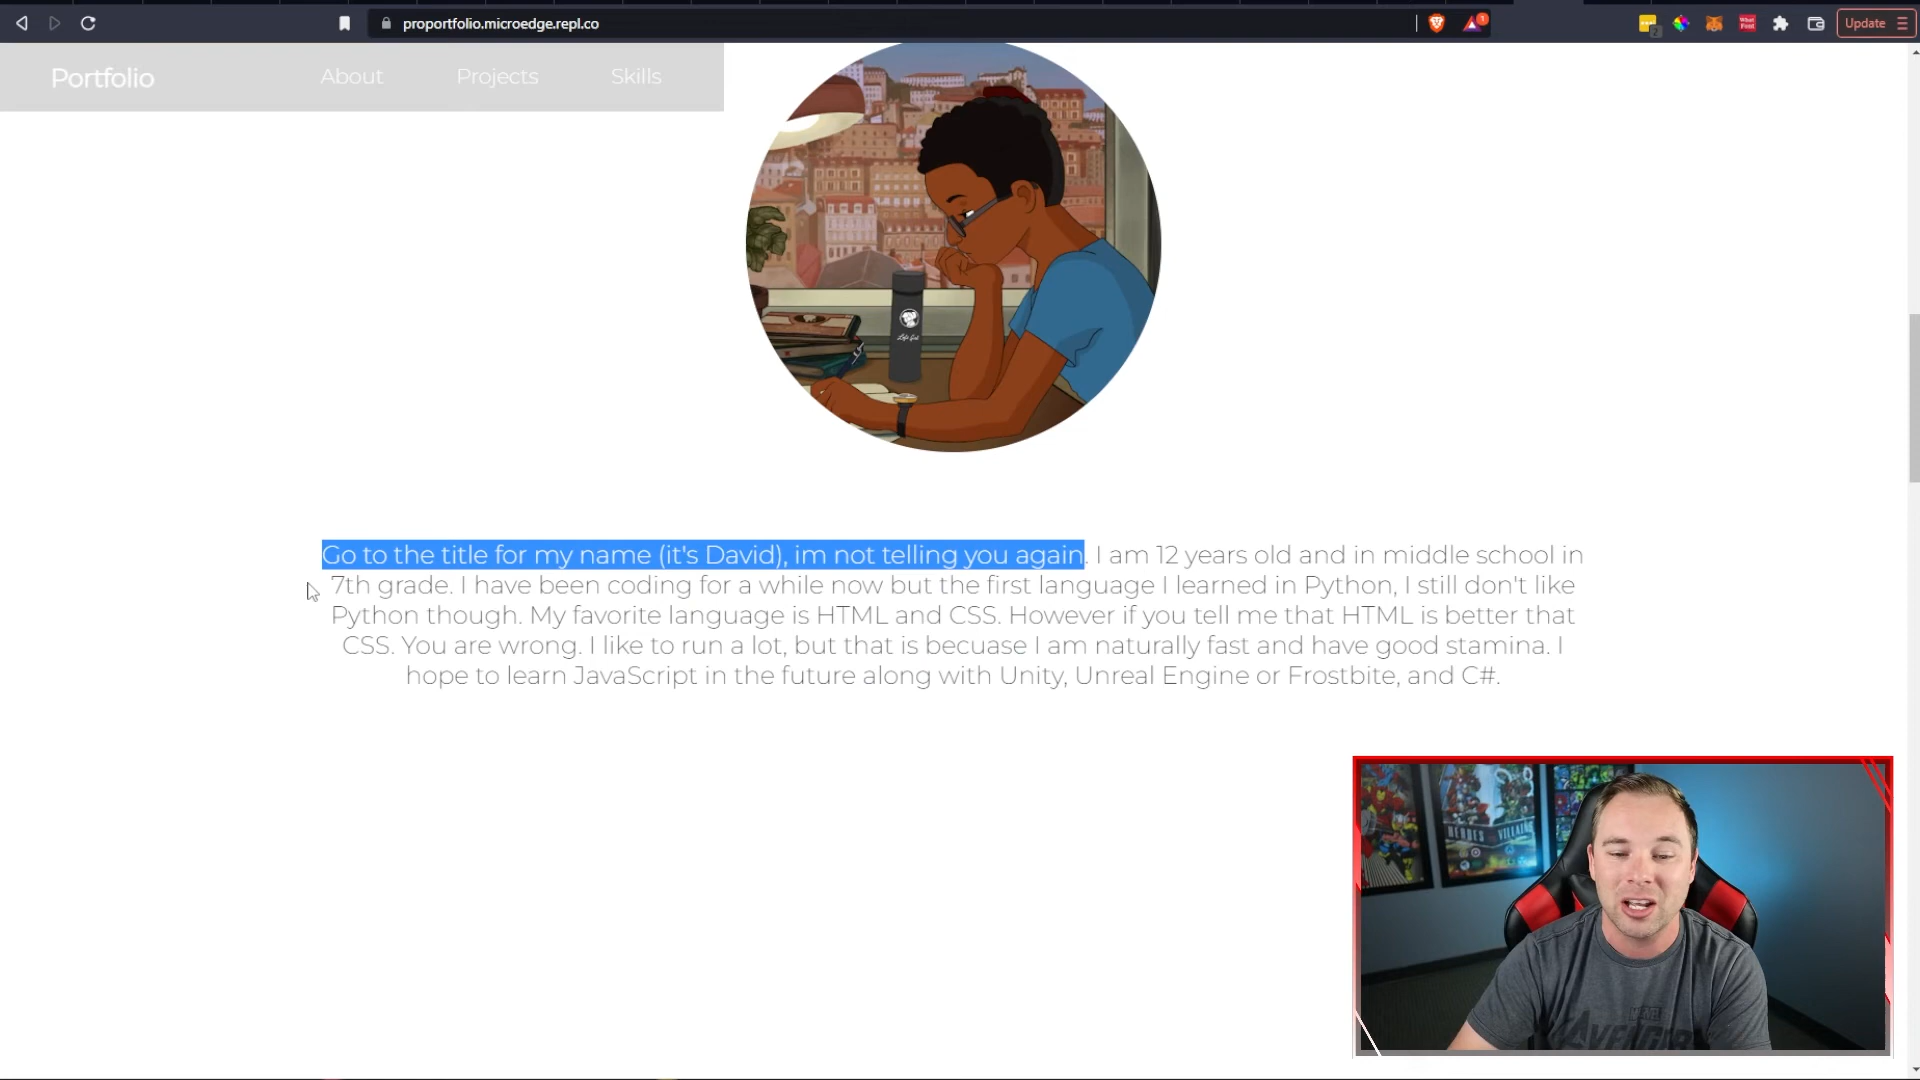 proportfolio.microedge.repl.co
Update
Portfolio
About
Projects
Skills
Go to the title for my name (it's David), im not telling you again. I am 12 years old and in middle school in
7th grade. I have been coding for a while now but the first language I learned in Python, I still don't like
Python though. My favorite language is HTML and CSS. However if you tell me that HTML is better that
CSS. You are wrong. I like to run a lot, but that is becuase I am naturally fast and have good stamina. I
hope to learn JavaScript in the future along with Unity, Unreal Engine or Frostbite, and C#.
HEROES
VILLAINS
MARVEL